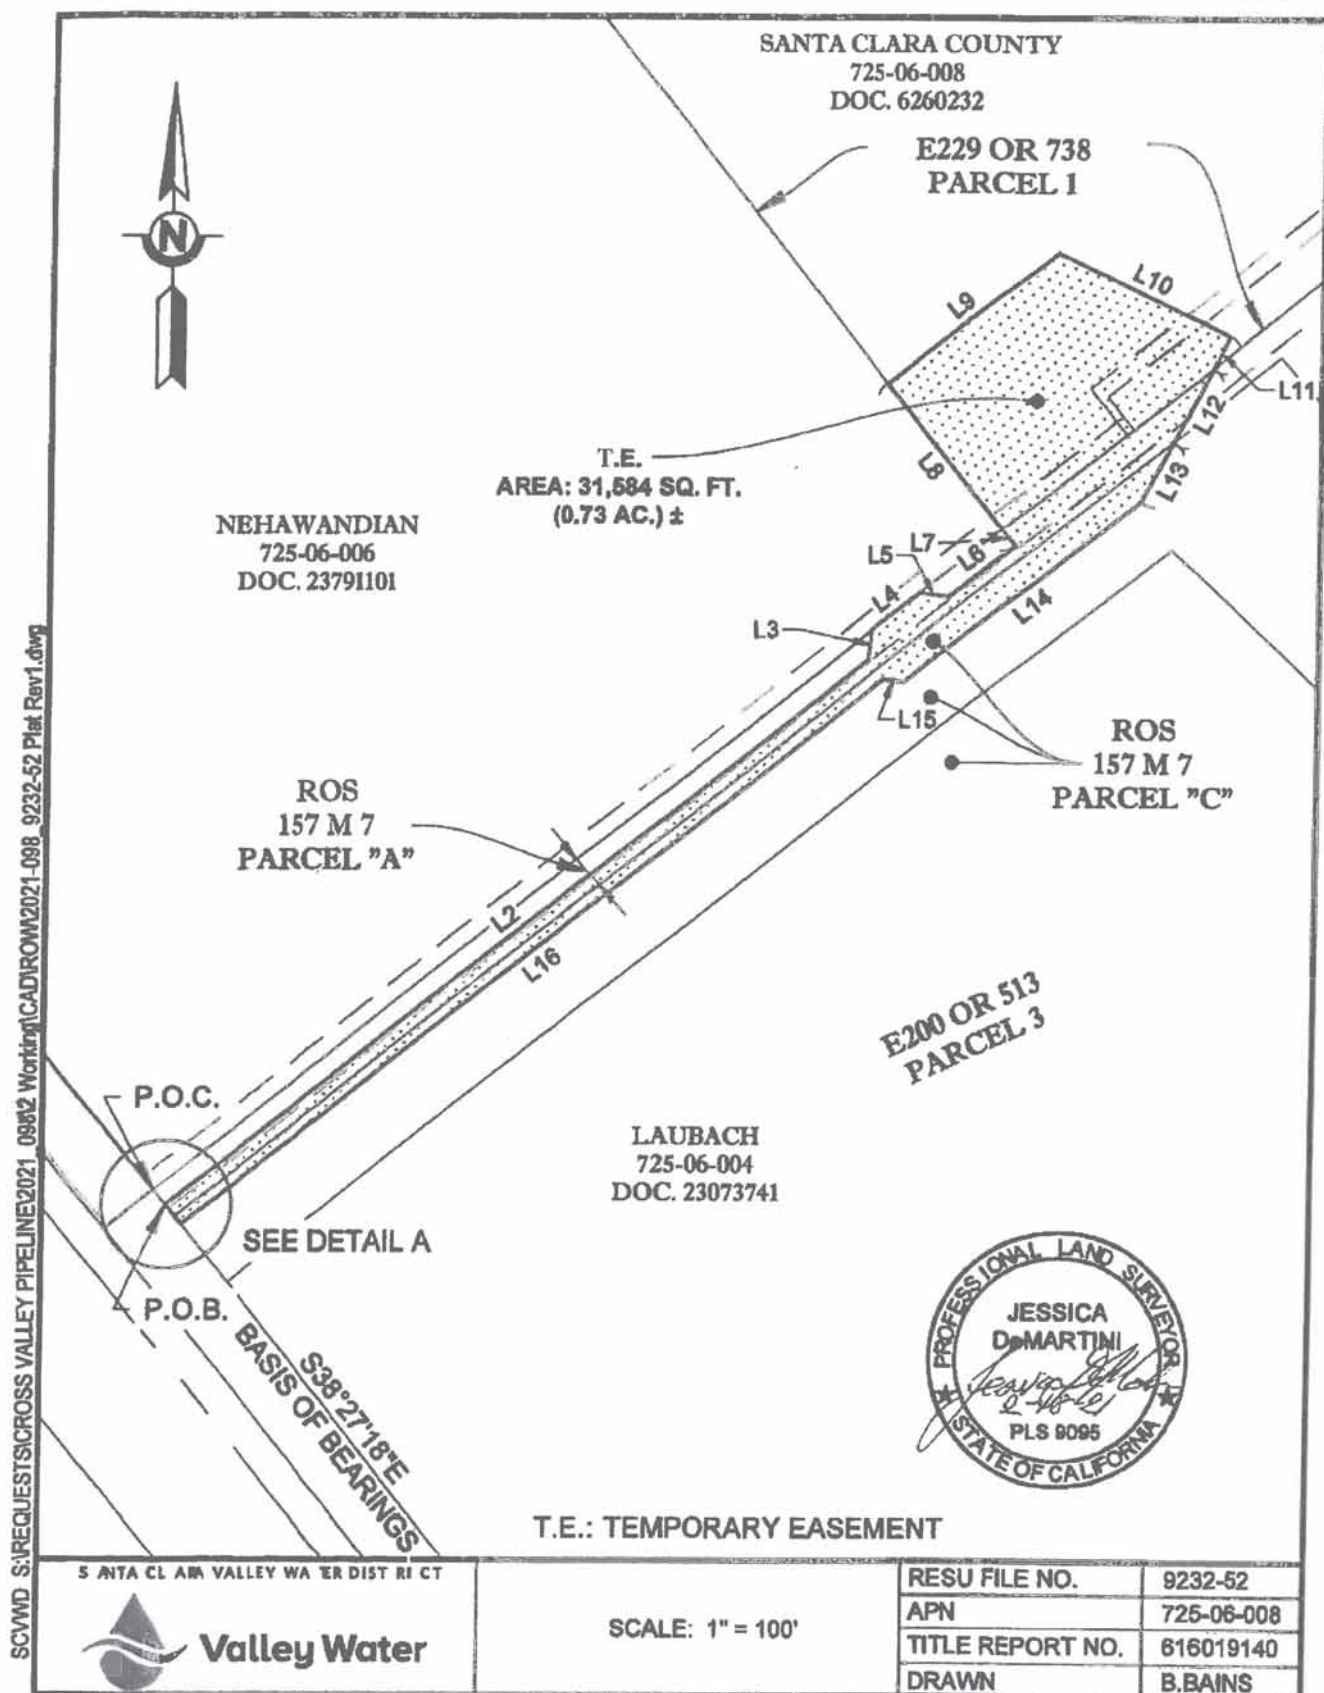 SANTA CLARA COUNTY
725-06-008
DOC. 6260232
E229 OR 738
PARCEL 1
N
L9
L10
L11
L12
L13
L8
T.E.
AREA: 31,584 SQ. FT.
(0.73 AC.) ±
NEHAWANDIAN
725-06-006
DOC. 23791101
L5
L7
L6
L4
L3
L14
L15
ROS
157 M 7
PARCEL "C"
ROS
157 M 7
PARCEL "A"
L2
L16
E200 OR 513
PARCEL 3
P.O.C.
LAUBACH
725-06-004
DOC. 23073741
SEE DETAIL A
P.O.B.
S38°27'18"E
BASIS OF BEARINGS
PROFESSIONAL LAND SURVEYOR
JESSICA
DeMARTINI
PLS 9095
STATE OF CALIFORNIA
T.E.: TEMPORARY EASEMENT
SCVWD S:\REQUESTS\CROSS VALLEY PIPELINE\2021_098\2 Working\CAD\ROW\2021-098_9232-52 Plat Rev1.dwg
SANTA CLARA VALLEY WATER DISTRICT
Valley Water
SCALE: 1" = 100'
RESU FILE NO. 9232-52
APN 725-06-008
TITLE REPORT NO. 616019140
DRAWN B.BAINS